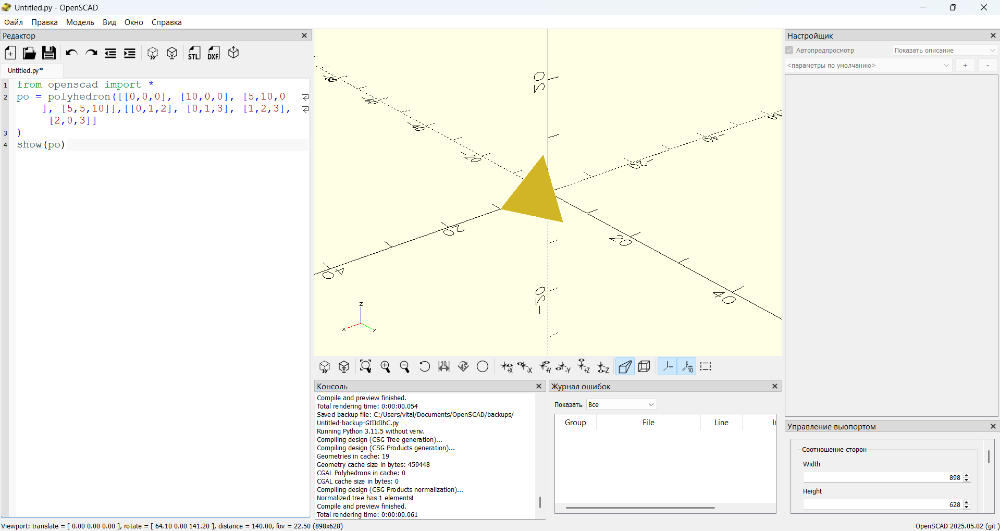 Untitled.py - OpenSCAD
Файл Правка Модель Вид Окно Справка
Редактор
STL DXF
Untitled.py*
1 from openscad import *
2 po = polyhedron([[0,0,0], [10,0,0], [5,10,0
], [5,5,10]],[[0,1,2], [0,1,3], [1,2,3],
[2,0,3]]
3 )
4 show(po)
50
-80
-60
-40
-20
-60
-40
-20
20
40
20
40
-50
z
x
y
10 45 +X -X +Y -Y +Z -Z 10
Консоль
Compile and preview finished.
Total rendering time: 0:00:00.054
Saved backup file: C:/Users/vital/Documents/OpenSCAD/backups/
Untitled-backup-GtIJdJhC.py
Running Python 3.11.5 without venv.
Compiling design (CSG Tree generation)...
Compiling design (CSG Products generation)...
Geometries in cache: 19
Geometry cache size in bytes: 459448
CGAL Polyhedrons in cache: 0
CGAL cache size in bytes: 0
Compiling design (CSG Products normalization)...
Normalized tree has 1 elements!
Compile and preview finished.
Total rendering time: 0:00:00.061
Журнал ошибок
Показать Все
Group File Line
Настройщик
Автопредпросмотр Показать описание
<параметры по умолчанию> + -
Управление вьюпортом
Соотношение сторон
Width
898
Height
628
Viewport: translate = [ 0.00 0.00 0.00 ], rotate = [ 64.10 0.00 141.20 ], distance = 140.00, fov = 22.50 (898x628)
OpenSCAD 2025.05.02 (git )